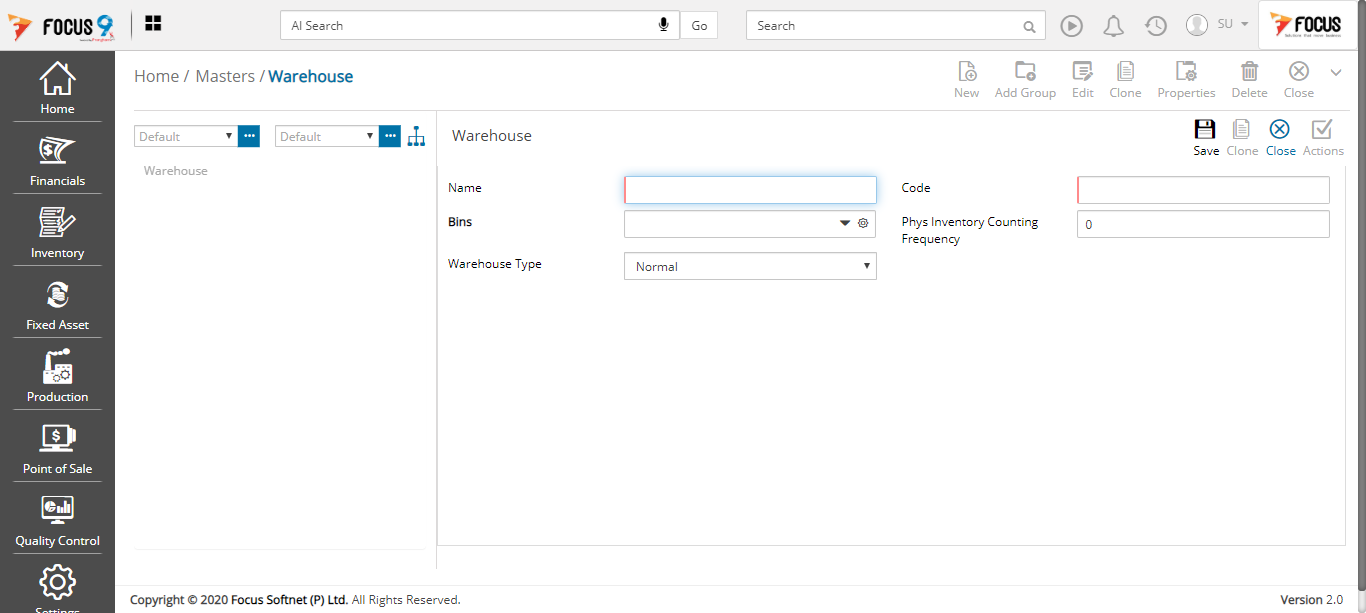 FOCUS 9
AI Search
Go
Search
SU
FOCUS
Home / Masters / Warehouse
New
Add Group
Edit
Clone
Properties
Delete
Close
Home
Financials
Inventory
Fixed Asset
Production
Point of Sale
Quality Control
Settings
Default
Default
Warehouse
Warehouse
Save
Clone
Close
Actions
Name
Code
Bins
Phys Inventory Counting
Frequency
0
Warehouse Type
Normal
Copyright © 2020 Focus Softnet (P) Ltd. All Rights Reserved.
Version 2.0